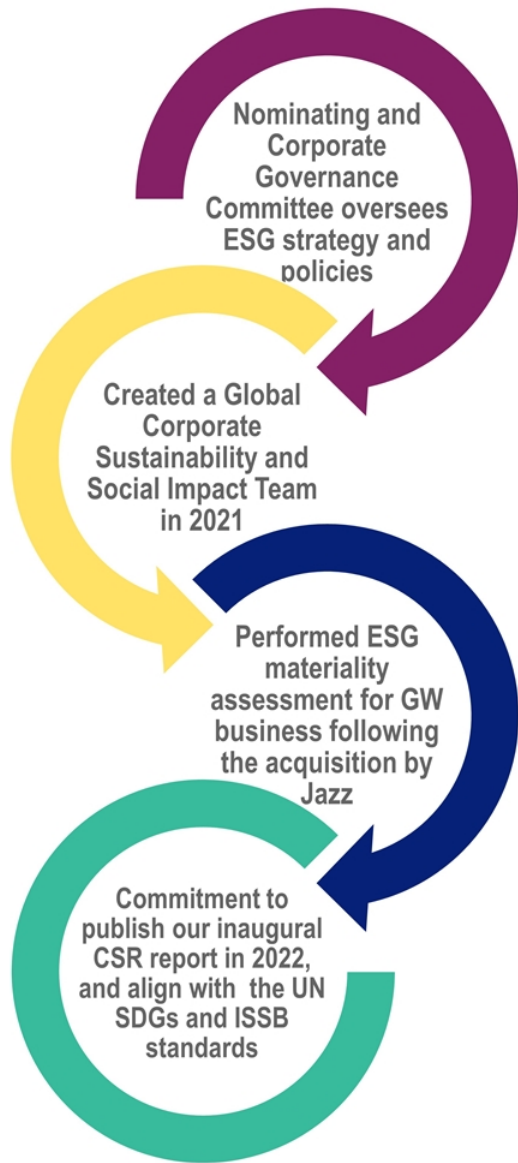 Nominating and
Corporate
Governance
Committee oversees
ESG strategy and
policies
Created a Global
Corporate
Sustainability and
Social Impact Team
in 2021
Performed ESG
materiality
assessment for GW
business following
the acquisition by
Jazz
Commitment to
publish our inaugural
CSR report in 2022,
and align with the UN
SDGs and ISSB
standards